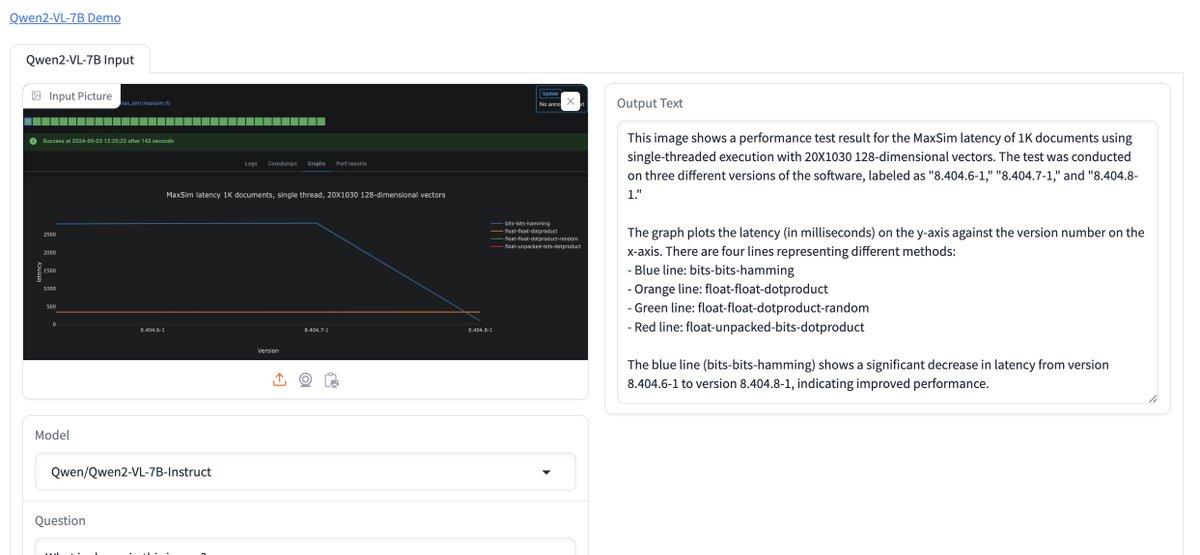 Qwen2-VL-7B Demo
Qwen2-VL-7B Input
Input Picture
max_sim/maxsim.rb
Update
No anno
Success at 2024-09-03 12:25:22 after 142 seconds
Logs Coredumps Graphs Perf reports
MaxSim latency 1K documents, single thread, 20X1030 128-dimensional vectors
bits-bits-hamming
float-float-dotproduct
float-float-dotproduct-random
float-unpacked-bits-dotproduct
latency
2500
2000
1500
1000
500
0
8.404.6-1 8.404.7-1 8.404.8-1
Version
Model
Qwen/Qwen2-VL-7B-Instruct
Question
Output Text
This image shows a performance test result for the MaxSim latency of 1K documents using
single-threaded execution with 20X1030 128-dimensional vectors. The test was conducted
on three different versions of the software, labeled as "8.404.6-1," "8.404.7-1," and "8.404.8-
1."
The graph plots the latency (in milliseconds) on the y-axis against the version number on the
x-axis. There are four lines representing different methods:
- Blue line: bits-bits-hamming
- Orange line: float-float-dotproduct
- Green line: float-float-dotproduct-random
- Red line: float-unpacked-bits-dotproduct
The blue line (bits-bits-hamming) shows a significant decrease in latency from version
8.404.6-1 to version 8.404.8-1, indicating improved performance.